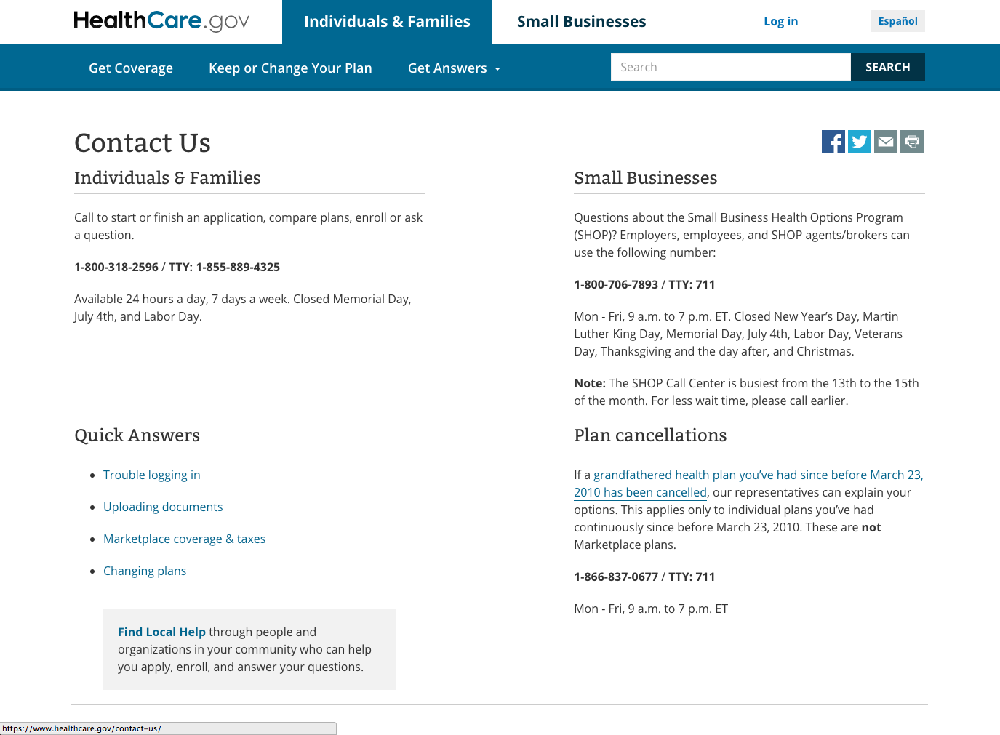 HealthCare.gov
Individuals & Families
Small Businesses
Log in
Español
Get Coverage
Keep or Change Your Plan
Get Answers
Search
SEARCH
Contact Us
Individuals & Families
Call to start or finish an application, compare plans, enroll or ask
a question.
1-800-318-2596 / TTY: 1-855-889-4325
Available 24 hours a day, 7 days a week. Closed Memorial Day,
July 4th, and Labor Day.
Small Businesses
Questions about the Small Business Health Options Program
(SHOP)? Employers, employees, and SHOP agents/brokers can
use the following number:
1-800-706-7893 / TTY: 711
Mon - Fri, 9 a.m. to 7 p.m. ET. Closed New Year’s Day, Martin
Luther King Day, Memorial Day, July 4th, Labor Day, Veterans
Day, Thanksgiving and the day after, and Christmas.
Note: The SHOP Call Center is busiest from the 13th to the 15th
of the month. For less wait time, please call earlier.
Quick Answers
Trouble logging in
Uploading documents
Marketplace coverage & taxes
Changing plans
Find Local Help through people and
organizations in your community who can help
you apply, enroll, and answer your questions.
Plan cancellations
If a grandfathered health plan you’ve had since before March 23,
2010 has been cancelled, our representatives can explain your
options. This applies only to individual plans you’ve had
continuously since before March 23, 2010. These are not
Marketplace plans.
1-866-837-0677 / TTY: 711
Mon - Fri, 9 a.m. to 7 p.m. ET
https://www.healthcare.gov/contact-us/